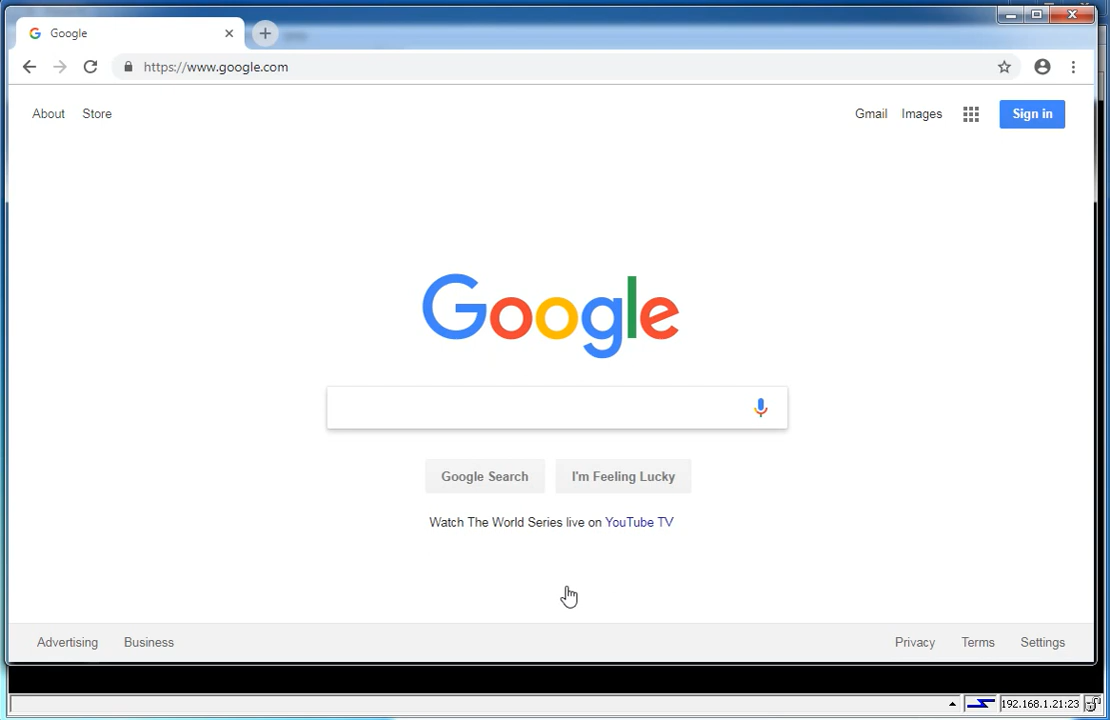 Google
https://www.google.com
About Store Gmail Images Sign in
Google
Google Search I'm Feeling Lucky
Watch The World Series live on YouTube TV
Advertising Business Privacy Terms Settings
192.168.1.21:23